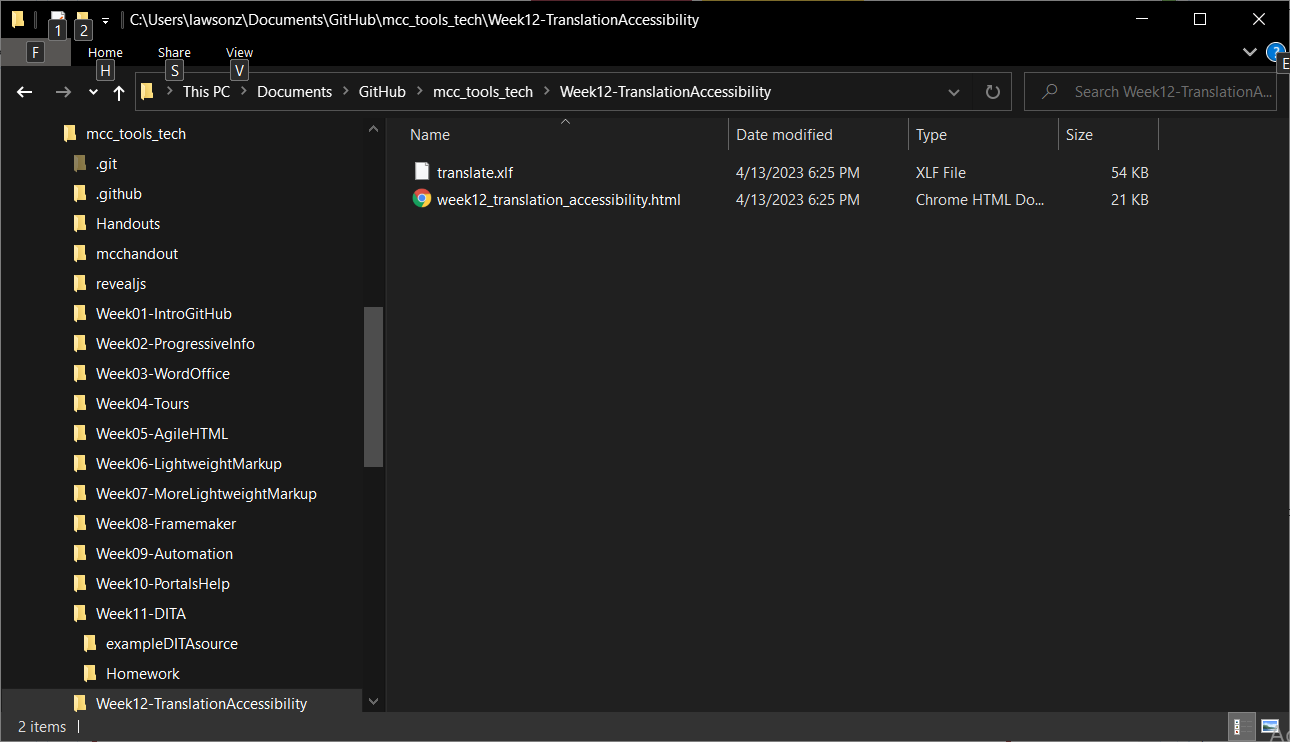 1 2 C:\Users\lawsonz\Documents\GitHub\mcc_tools_tech\Week12-TranslationAccessibility
F Home Share View ?
H S V E
This PC Documents GitHub mcc_tools_tech Week12-TranslationAccessibility Search Week12-TranslationA...
mcc_tools_tech
.git
.github
Handouts
mcchandout
revealjs
Week01-IntroGitHub
Week02-ProgressiveInfo
Week03-WordOffice
Week04-Tours
Week05-AgileHTML
Week06-LightweightMarkup
Week07-MoreLightweightMarkup
Week08-Framemaker
Week09-Automation
Week10-PortalsHelp
Week11-DITA
exampleDITAsource
Homework
Week12-TranslationAccessibility
Name Date modified Type Size
translate.xlf 4/13/2023 6:25 PM XLF File 54 KB
week12_translation_accessibility.html 4/13/2023 6:25 PM Chrome HTML Do... 21 KB
2 items